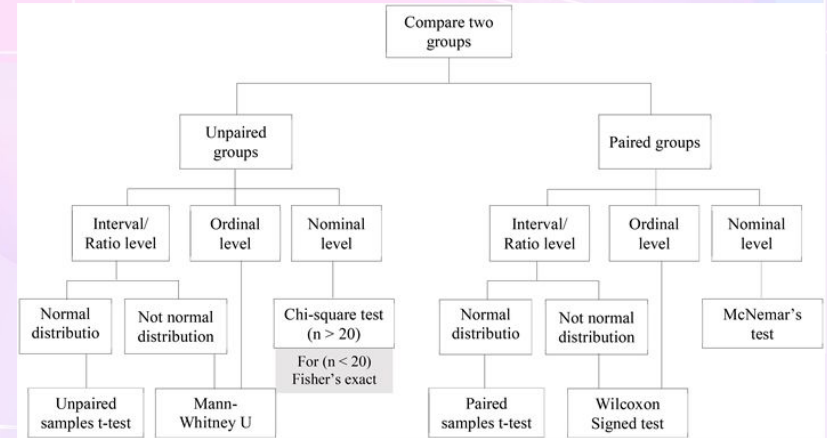 Compare two
groups
Unpaired
groups
Paired groups
Interval/
Ratio level
Ordinal
level
Nominal
level
Interval/
Ratio level
Ordinal
level
Nominal
level
Normal
distributio
Not normal
distribution
Chi-square test
(n > 20)
For (n < 20)
Fisher's exact
Normal
distributio
Not normal
distribution
McNemar's
test
Unpaired
samples t-test
Mann-
Whitney U
Paired
samples t-test
Wilcoxon
Signed test